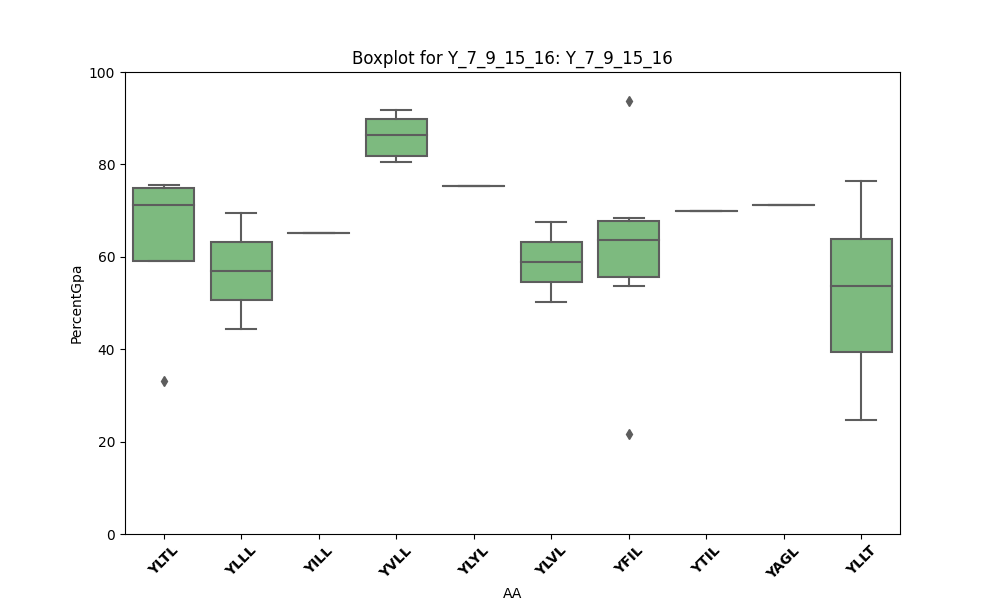 Boxplot for Y_7_9_15_16: Y_7_9_15_16
100
80
60
40
20
0
PercentGpa
YLTL
YLLL
YILL
YVLL
YLYL
YLVL
YFIL
YTIL
YAGL
YLLT
AA